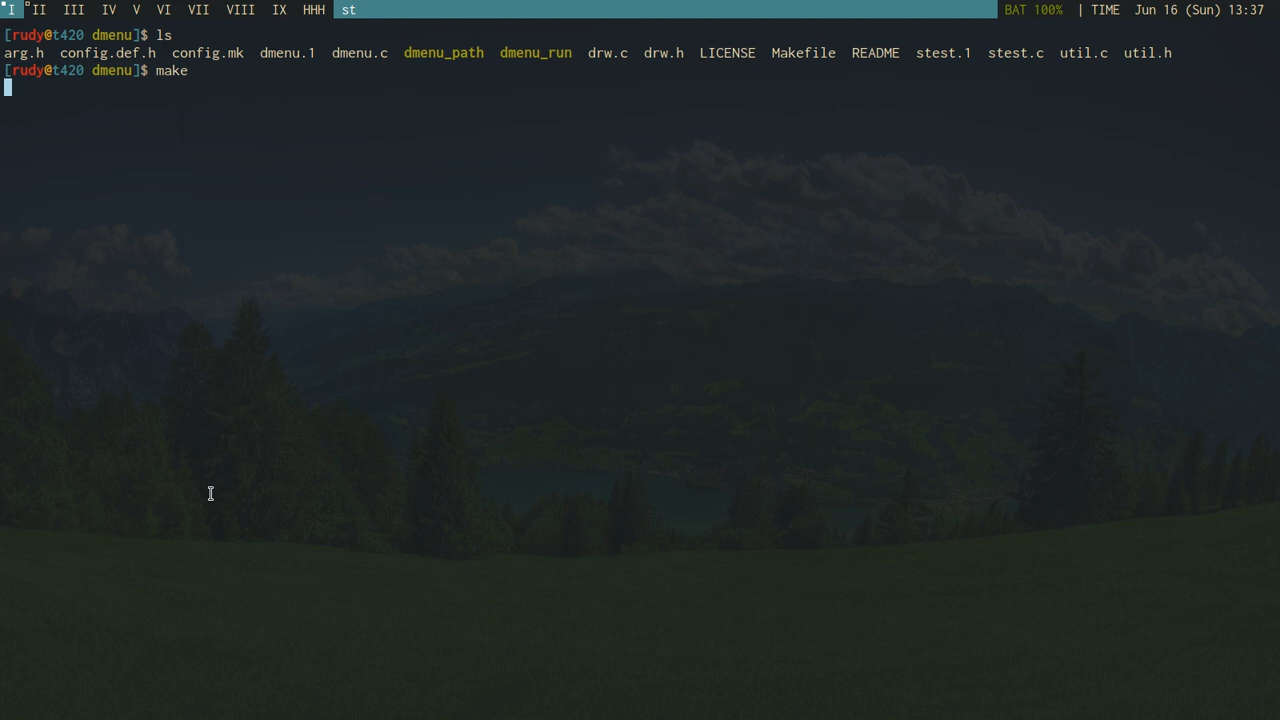 I II III IV V VI VII VIII IX HHH st BAT 100% | TIME Jun 16 (Sun) 13:37
[rudy@t420 dmenu]$ ls
arg.h config.def.h config.mk dmenu.1 dmenu.c dmenu_path dmenu_run drw.c drw.h LICENSE Makefile README stest.1 stest.c util.c util.h
[rudy@t420 dmenu]$ make